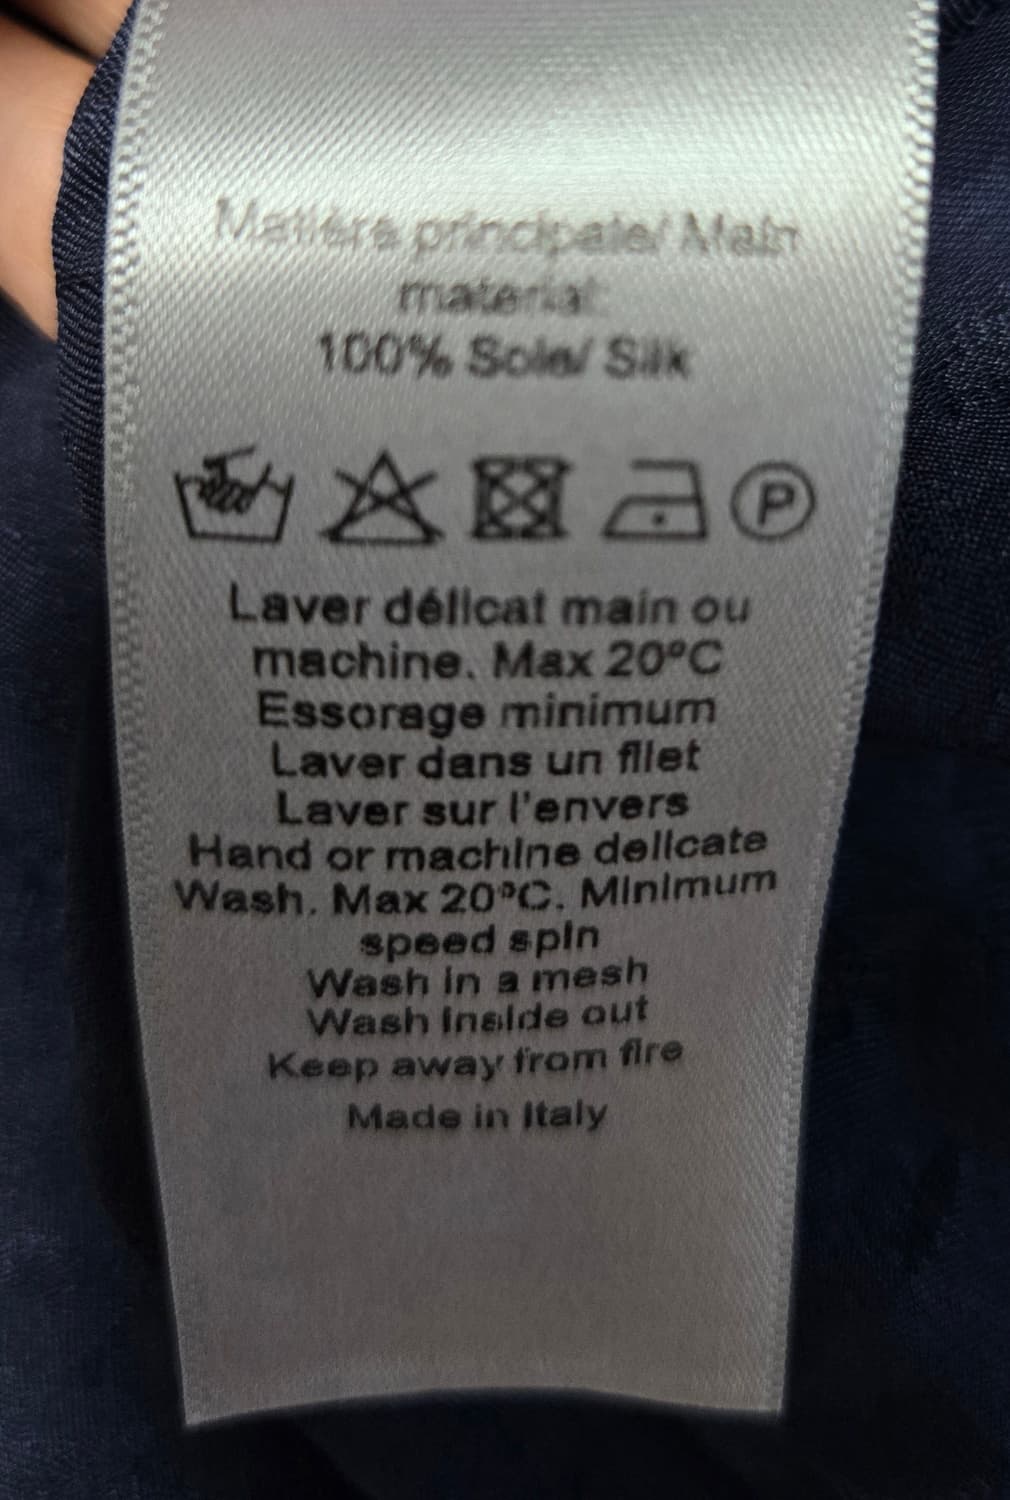 Matière principale/ Main
material:
100% Soie/ Silk
P
Laver délicat main ou
machine. Max 20°C
Essorage minimum
Laver dans un filet
Laver sur l'envers
Hand or machine delicate
Wash. Max 20°C. Minimum
speed spin
Wash in a mesh
Wash inside out
Keep away from fire
Made in Italy